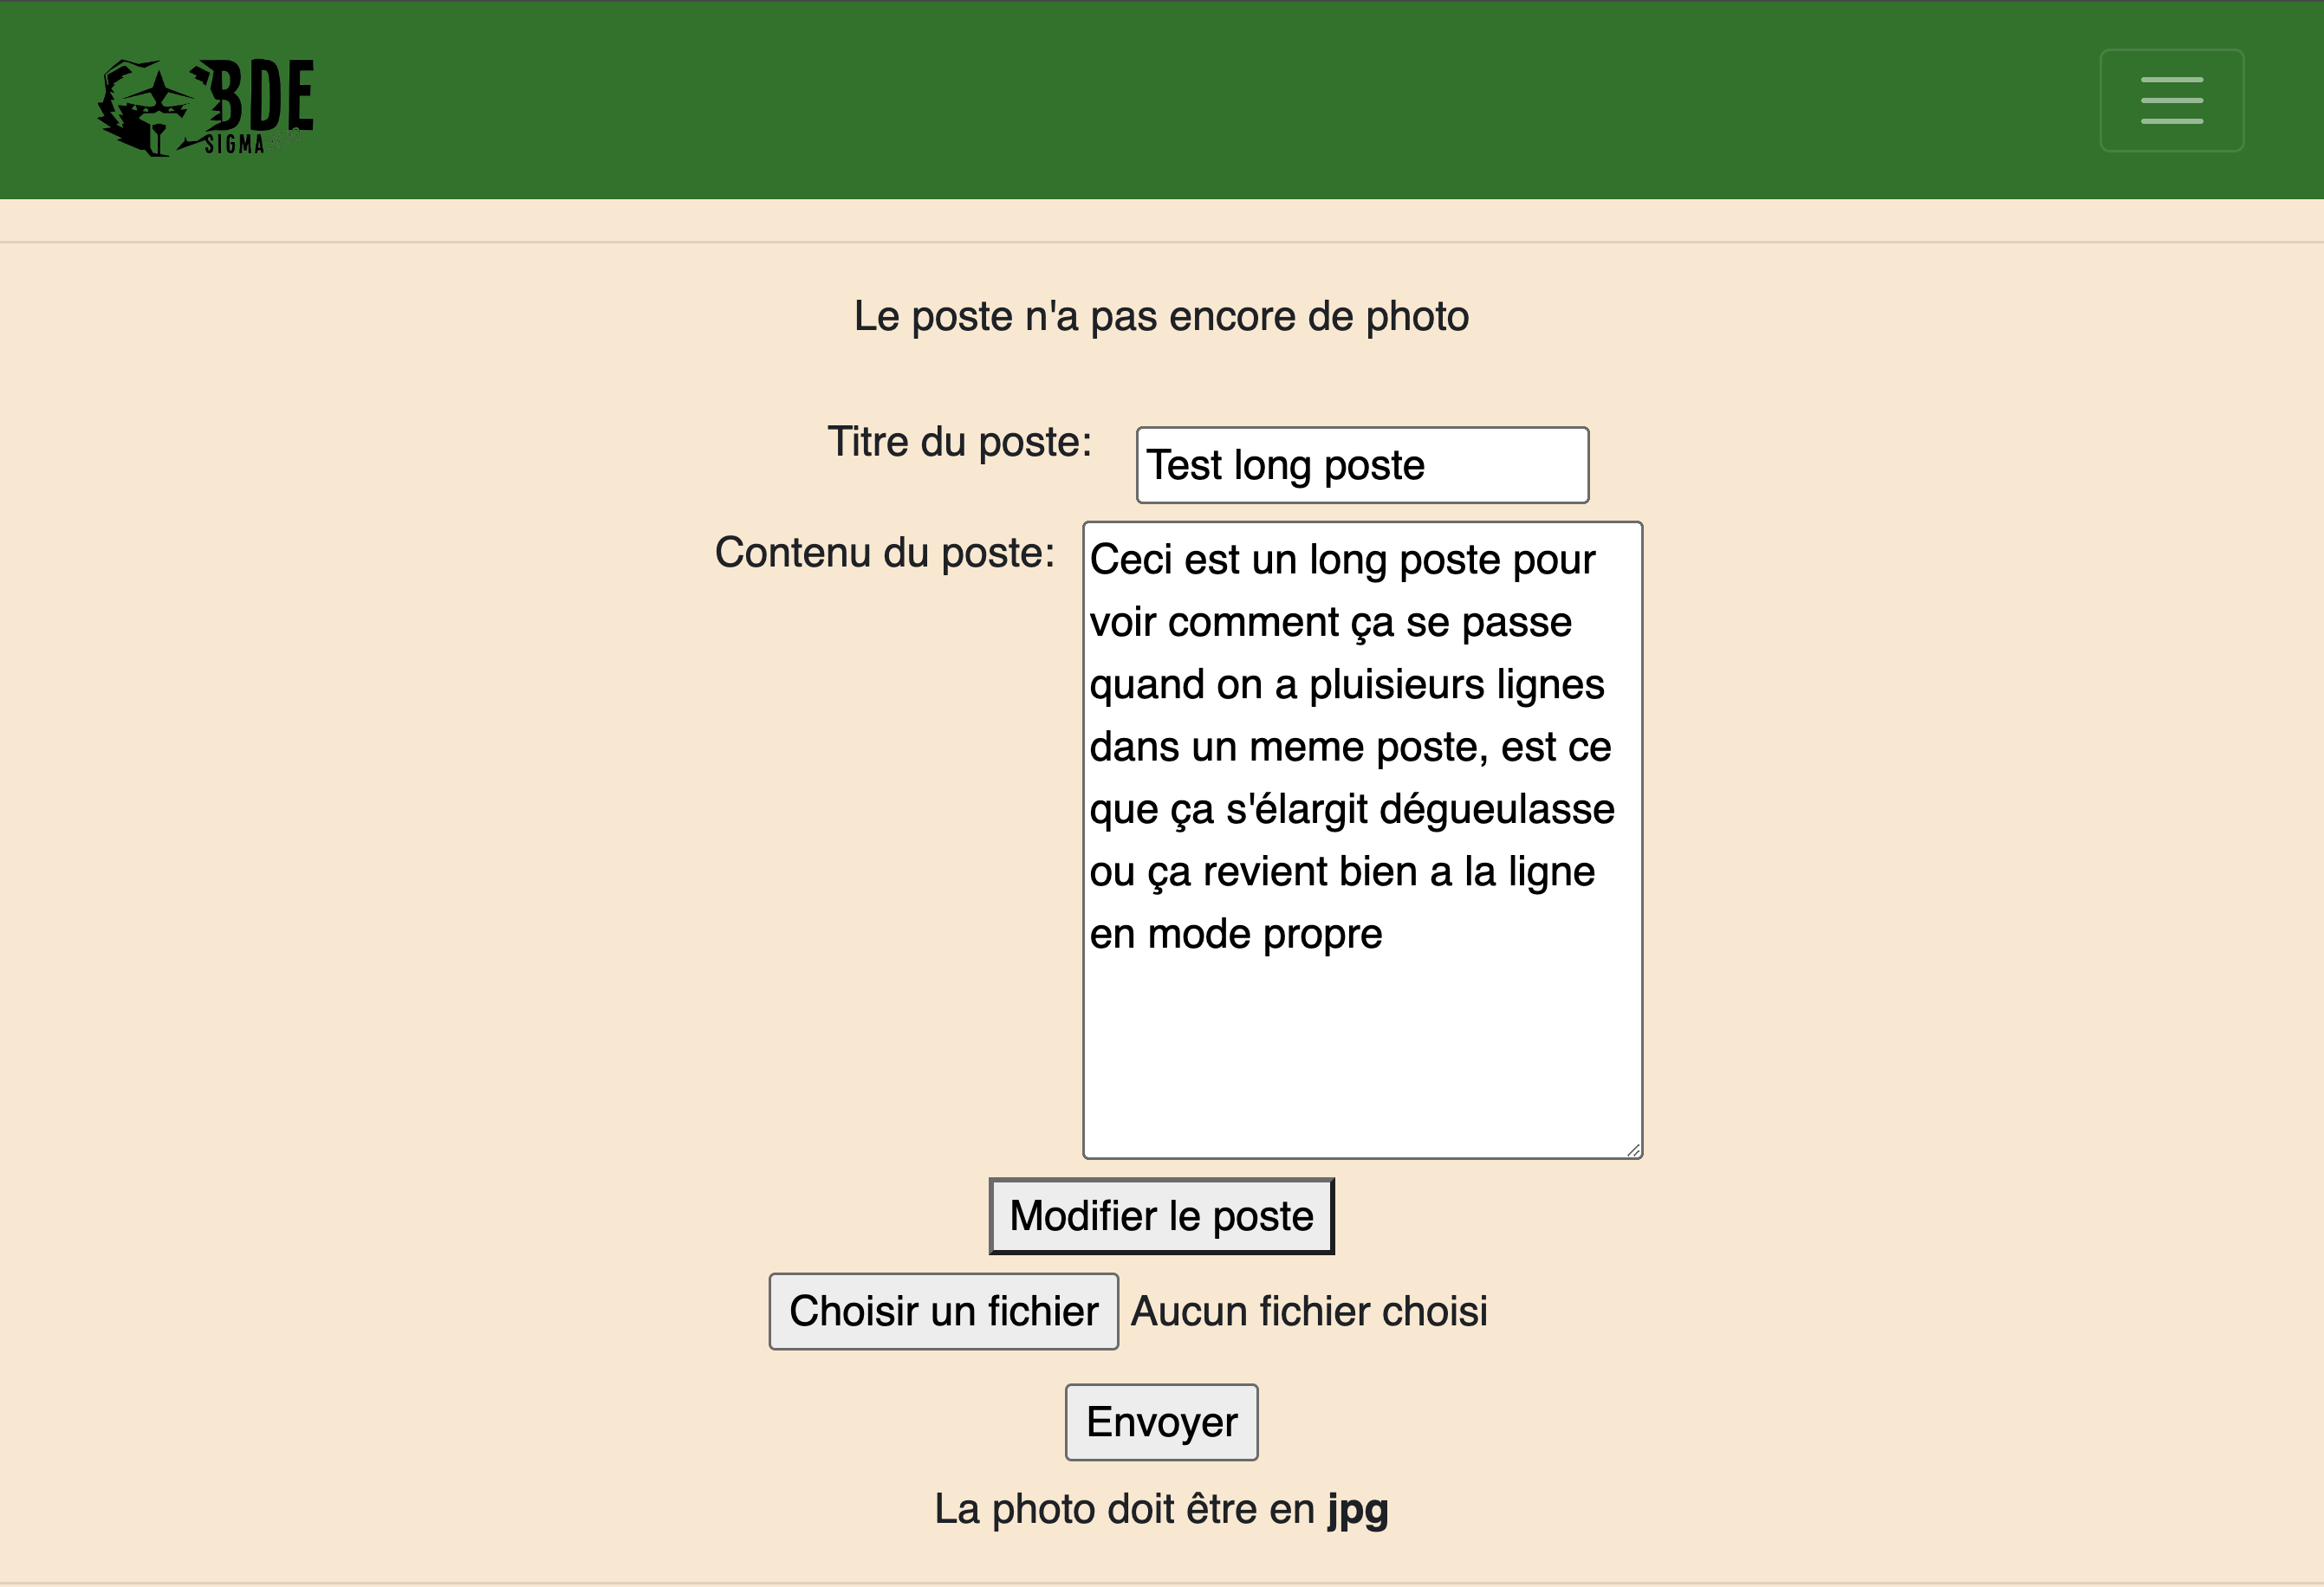 BDE
SIGMA
Le poste n'a pas encore de photo
Titre du poste: Test long poste
Contenu du poste: Ceci est un long poste pour
voir comment ça se passe
quand on a pluisieurs lignes
dans un meme poste, est ce
que ça s'élargit dégueulasse
ou ça revient bien a la ligne
en mode propre
Modifier le poste
Choisir un fichier Aucun fichier choisi
Envoyer
La photo doit être en jpg